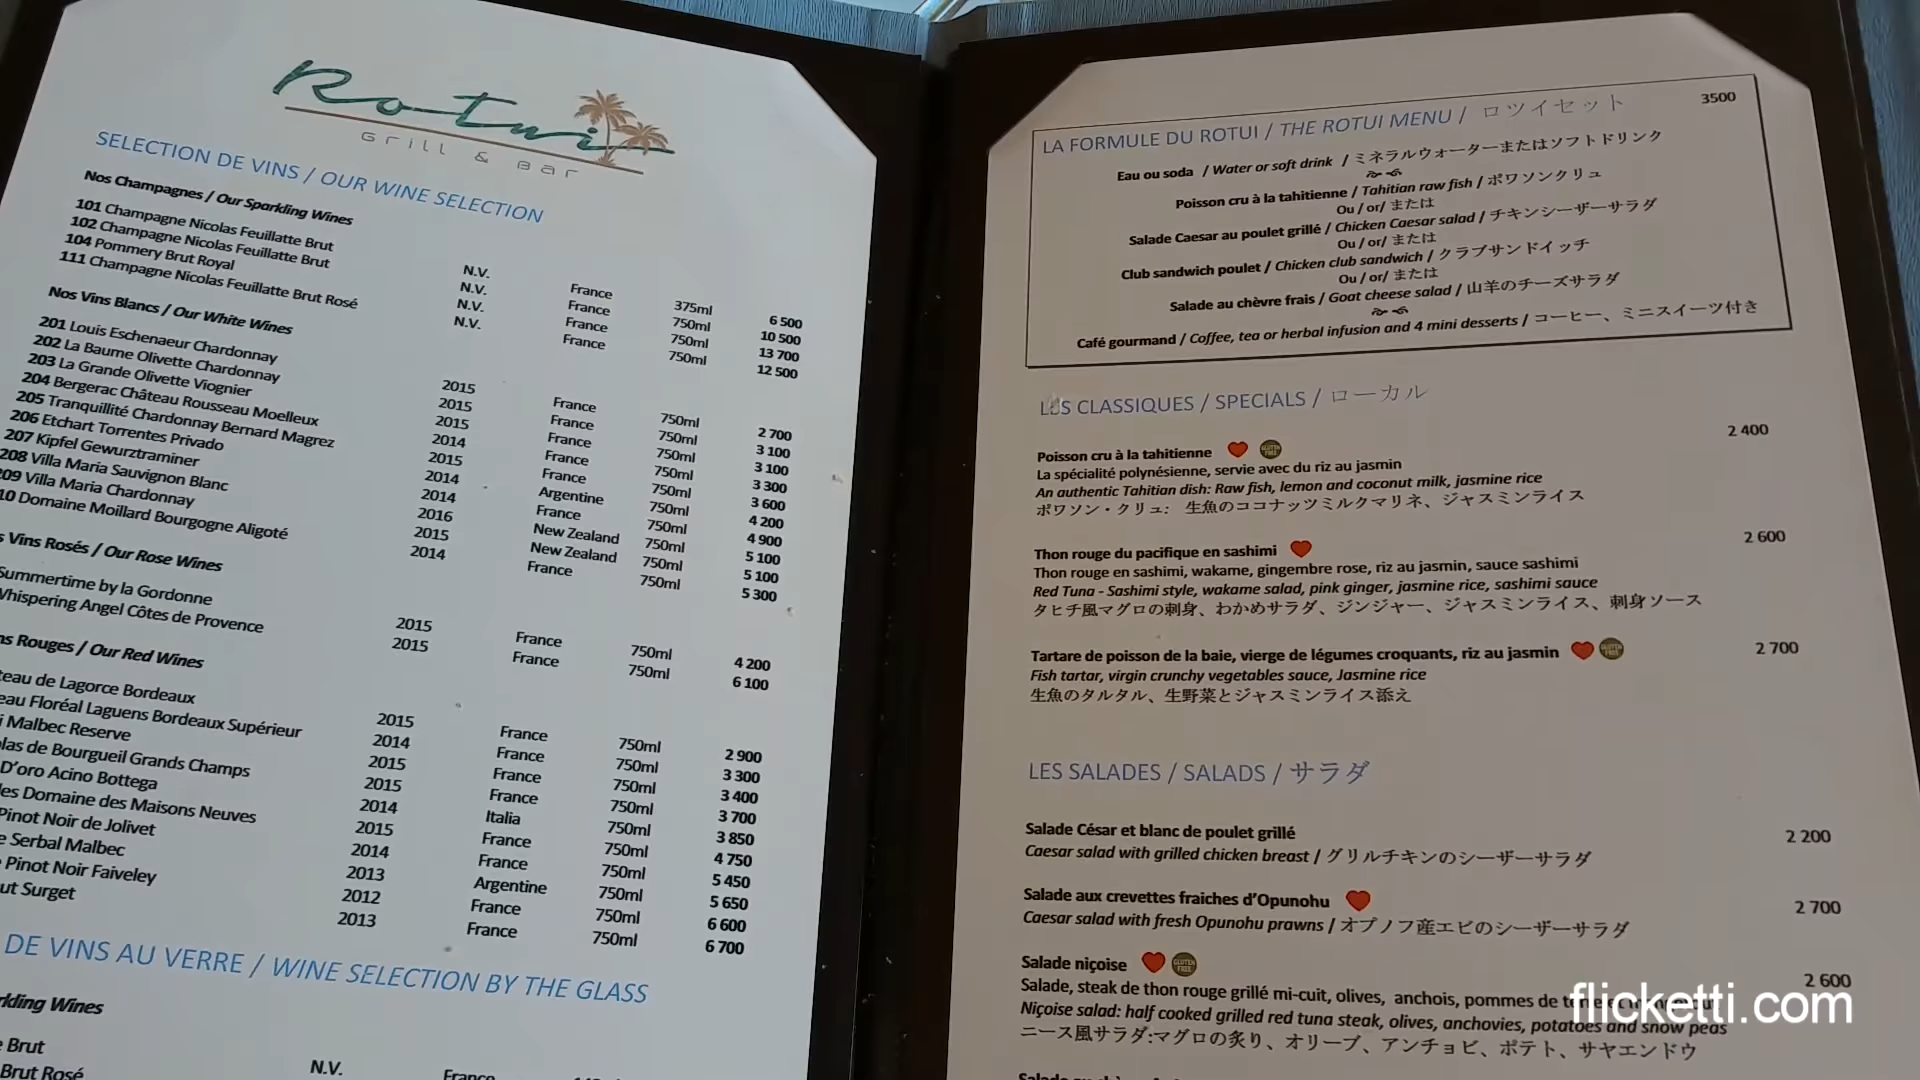 Rotui
Grill & Bar
SELECTION DE VINS / OUR WINE SELECTION
Nos Champagnes / Our Sparkling Wines
101 Champagne Nicolas Feuillatte Brut N.V. France 375ml 6 500
102 Champagne Nicolas Feuillatte Brut N.V. France 750ml 10 500
104 Pommery Brut Royal N.V. France 750ml 13 700
111 Champagne Nicolas Feuillatte Brut Rosé N.V. France 750ml 12 500
Nos Vins Blancs / Our White Wines
201 Louis Eschenaeur Chardonnay 2015 France 750ml 2 700
202 La Baume Olivette Chardonnay 2015 France 750ml 3 100
203 La Grande Olivette Viognier 2015 France 750ml 3 100
204 Bergerac Château Rousseau Moelleux 2014 France 750ml 3 300
205 Tranquillité Chardonnay Bernard Magrez 2015 France 750ml 3 600
206 Etchart Torrentes Privado 2014 Argentine 750ml 4 200
207 Kipfel Gewurztraminer 2014 France 750ml 4 900
208 Villa Maria Sauvignon Blanc 2016 New Zealand 750ml 5 100
09 Villa Maria Chardonnay 2015 New Zealand 750ml 5 100
10 Domaine Moillard Bourgogne Aligoté 2014 France 750ml 5 300
s Vins Rosés / Our Rose Wines
Summertime by la Gordonne 2015 France 750ml 4 200
Whispering Angel Côtes de Provence 2015 France 750ml 6 100
ns Rouges / Our Red Wines
eau de Lagorce Bordeaux 2015 France 750ml 2 900
eau Floréal Laguens Bordeaux Supérieur 2014 France 750ml 3 300
i Malbec Reserve 2015 France 750ml 3 400
olas de Bourgueil Grands Champs 2015 France 750ml 3 700
D'oro Acino Bottega 2014 Italia 750ml 3 850
les Domaine des Maisons Neuves 2015 France 750ml 4 750
Pinot Noir de Jolivet 2014 France 750ml 5 450
e Serbal Malbec 2013 Argentine 750ml 5 650
Pinot Noir Faiveley 2012 France 750ml 6 600
ut Surget 2013 France 750ml 6 700
DE VINS AU VERRE / WINE SELECTION BY THE GLASS
rkling Wines
Brut N.V. France
Brut Rosé
LA FORMULE DU ROTUI / THE ROTUI MENU / ロツイセット 3500
Eau ou soda / Water or soft drink / ミネラルウォーターまたはソフトドリンク
Poisson cru à la tahitienne / Tahitian raw fish / ポワソンクリュ
Ou / or/ または
Salade Caesar au poulet grillé / Chicken Caesar salad / チキンシーザーサラダ
Ou / or/ または
Club sandwich poulet / Chicken club sandwich / クラブサンドイッチ
Ou / or/ または
Salade au chèvre frais / Goat cheese salad / 山羊のチーズサラダ
Café gourmand / Coffee, tea or herbal infusion and 4 mini desserts / コーヒー、ミニスイーツ付き
LES CLASSIQUES / SPECIALS / ローカル
Poisson cru à la tahitienne GLUTEN FREE 2 400
La spécialité polynésienne, servie avec du riz au jasmin
An authentic Tahitian dish: Raw fish, lemon and coconut milk, jasmine rice
ポワソン・クリュ: 生魚のココナッツミルクマリネ、ジャスミンライス
Thon rouge du pacifique en sashimi 2 600
Thon rouge en sashimi, wakame, gingembre rose, riz au jasmin, sauce sashimi
Red Tuna - Sashimi style, wakame salad, pink ginger, jasmine rice, sashimi sauce
タヒチ風マグロの刺身、わかめサラダ、ジンジャー、ジャスミンライス、刺身ソース
Tartare de poisson de la baie, vierge de légumes croquants, riz au jasmin GLUTEN FREE 2 700
Fish tartar, virgin crunchy vegetables sauce, Jasmine rice
生魚のタルタル、生野菜とジャスミンライス添え
LES SALADES / SALADS / サラダ
Salade César et blanc de poulet grillé 2 200
Caesar salad with grilled chicken breast / グリルチキンのシーザーサラダ
Salade aux crevettes fraiches d'Opunohu 2 700
Caesar salad with fresh Opunohu prawns / オプノフ産エビのシーザーサラダ
Salade niçoise GLUTEN FREE 2 600
Salade, steak de thon rouge grillé mi-cuit, olives, anchois, pommes de
Niçoise salad: half cooked grilled red tuna steak, olives, anchovies, potatoes and snow peas
ニース風サラダ:マグロの炙り、オリーブ、アンチョビ、ポテト、サヤエンドウ
flicketti.com